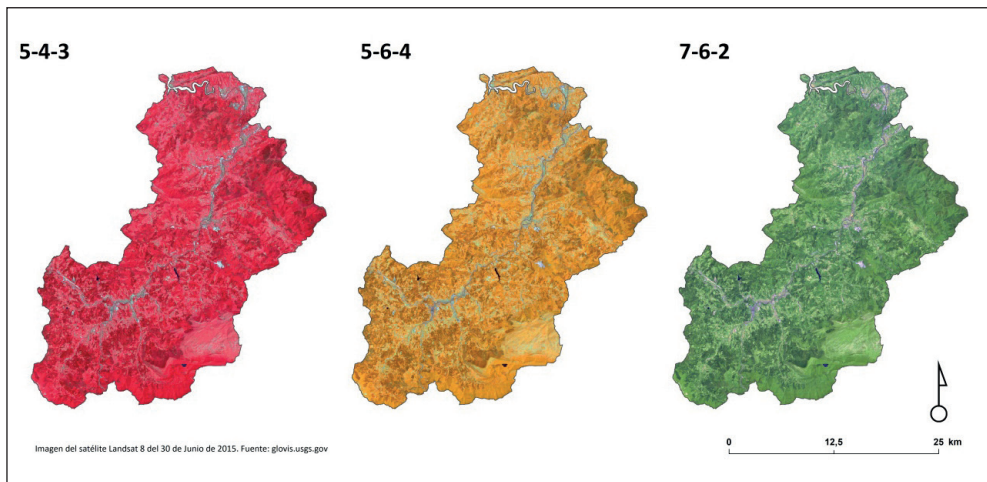 5-4-3
5-6-4
7-6-2
Imagen del satélite Landsat 8 del 30 de Junio de 2015. Fuente: glovis.usgs.gov
0 12,5 25 km